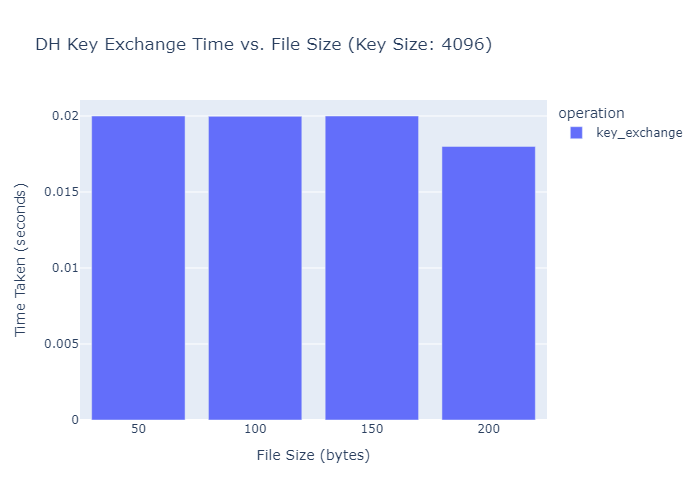 DH Key Exchange Time vs. File Size (Key Size: 4096)
operation
key_exchange
0.02
0.015
0.01
0.005
0
Time Taken (seconds)
50 100 150 200
File Size (bytes)